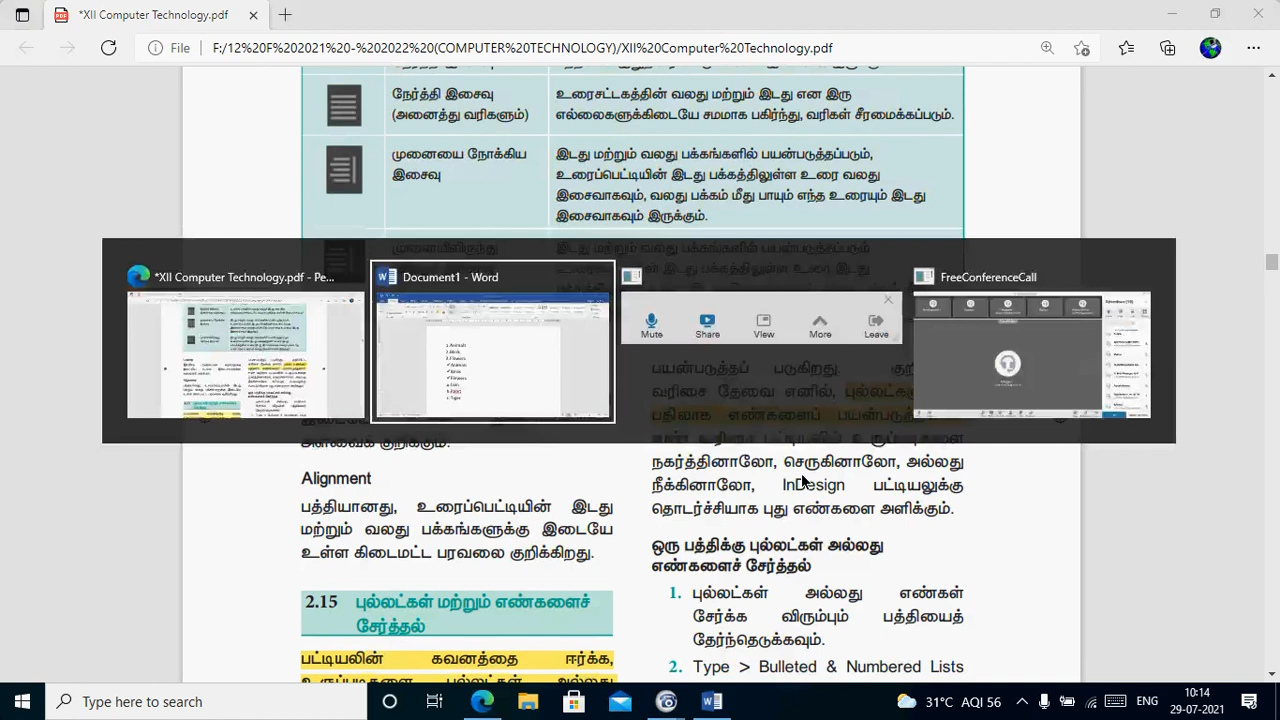 *XII Computer Technology.pdf
File
F:/12%20F%202021%20-%202022%20(COMPUTER%20TECHNOLOGY)/XII%20Computer%20Technology.pdf
நேர்த்தி இசைவு
(அனைத்து வரிகளும்)
உரைசட்டகத்தின் வலது மற்றும் இடது என இரு
எல்லைகளுக்கிடையே சமமாக பகிர்ந்து, வரிகள் சீரமைக்கப்படும்.
முனையை நோக்கிய
இசைவு
இடது மற்றும் வலது பக்கங்களில் பயன்படுத்தப்படும்,
உரைப்பெட்டியின் இடது பக்கத்திலுள்ள உரை வலது
இசைவாகவும், வலது பக்கம் மீது பாயும் எந்த உரையும் இடது
இசைவாகவும் இருக்கும்.
*XII Computer Technology.pdf - Pe...
Document1 - Word
FreeConferenceCall
Mute
Share
View
More
Leave
அளவைக் குறிக்கும்.
Alignment
பத்தியானது, உரைப்பெட்டியின் இடது
மற்றும் வலது பக்கங்களுக்கு இடையே
உள்ள கிடைமட்ட பரவலை குறிக்கிறது.
2.15 புல்லட்கள் மற்றும் எண்களைச்
சேர்த்தல்
பட்டியலின் கவனத்தை ஈர்க்க,
உருப்படிகளை புல்லட்கள் அல்லது
நகர்த்தினாலோ, செருகினாலோ, அல்லது
நீக்கினாலோ, InDesign பட்டியலுக்கு
தொடர்ச்சியாக புது எண்களை அளிக்கும்.
ஒரு பத்திக்கு புல்லட்கள் அல்லது
எண்களைச் சேர்த்தல்
1. புல்லட்கள் அல்லது எண்கள்
சேர்க்க விரும்பும் பத்தியைத்
தேர்ந்தெடுக்கவும்.
2. Type > Bulleted & Numbered Lists
Type here to search
31°C AQI 56
ENG
10:14
29-07-2021